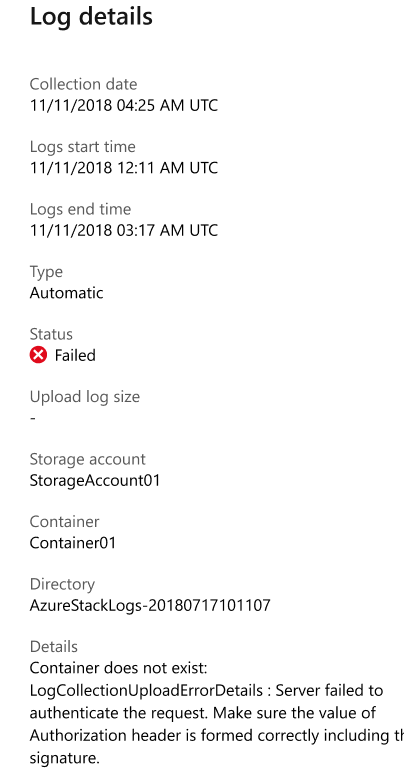 Log details
Collection date
11/11/2018 04:25 AM UTC
Logs start time
11/11/2018 12:11 AM UTC
Logs end time
11/11/2018 03:17 AM UTC
Type
Automatic
Status
Failed
Upload log size
-
Storage account
StorageAccount01
Container
Container01
Directory
AzureStackLogs-20180717101107
Details
Container does not exist:
LogCollectionUploadErrorDetails : Server failed to
authenticate the request. Make sure the value of
Authorization header is formed correctly including
signature.